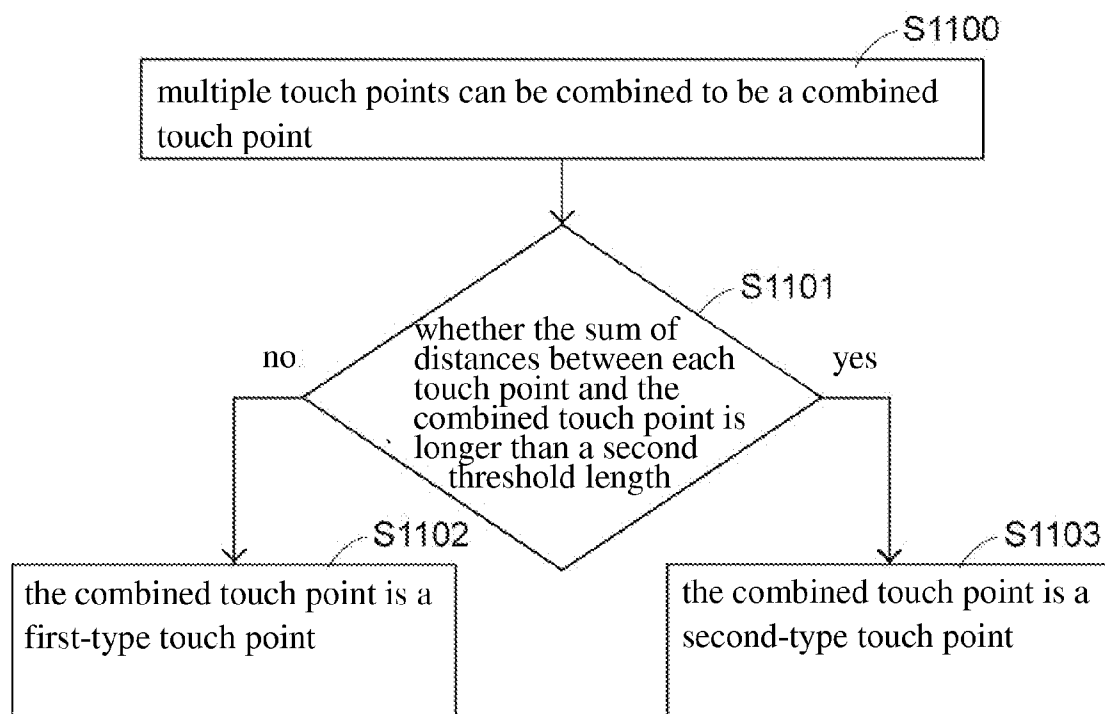 S1100
multiple touch points can be combined to be a combined
touch point
S1101
whether the sum of
distances between each
touch point and the
combined touch point is
longer than a second
threshold length
no
yes
S1102
the combined touch point is a
first-type touch point
S1103
the combined touch point is a
second-type touch point